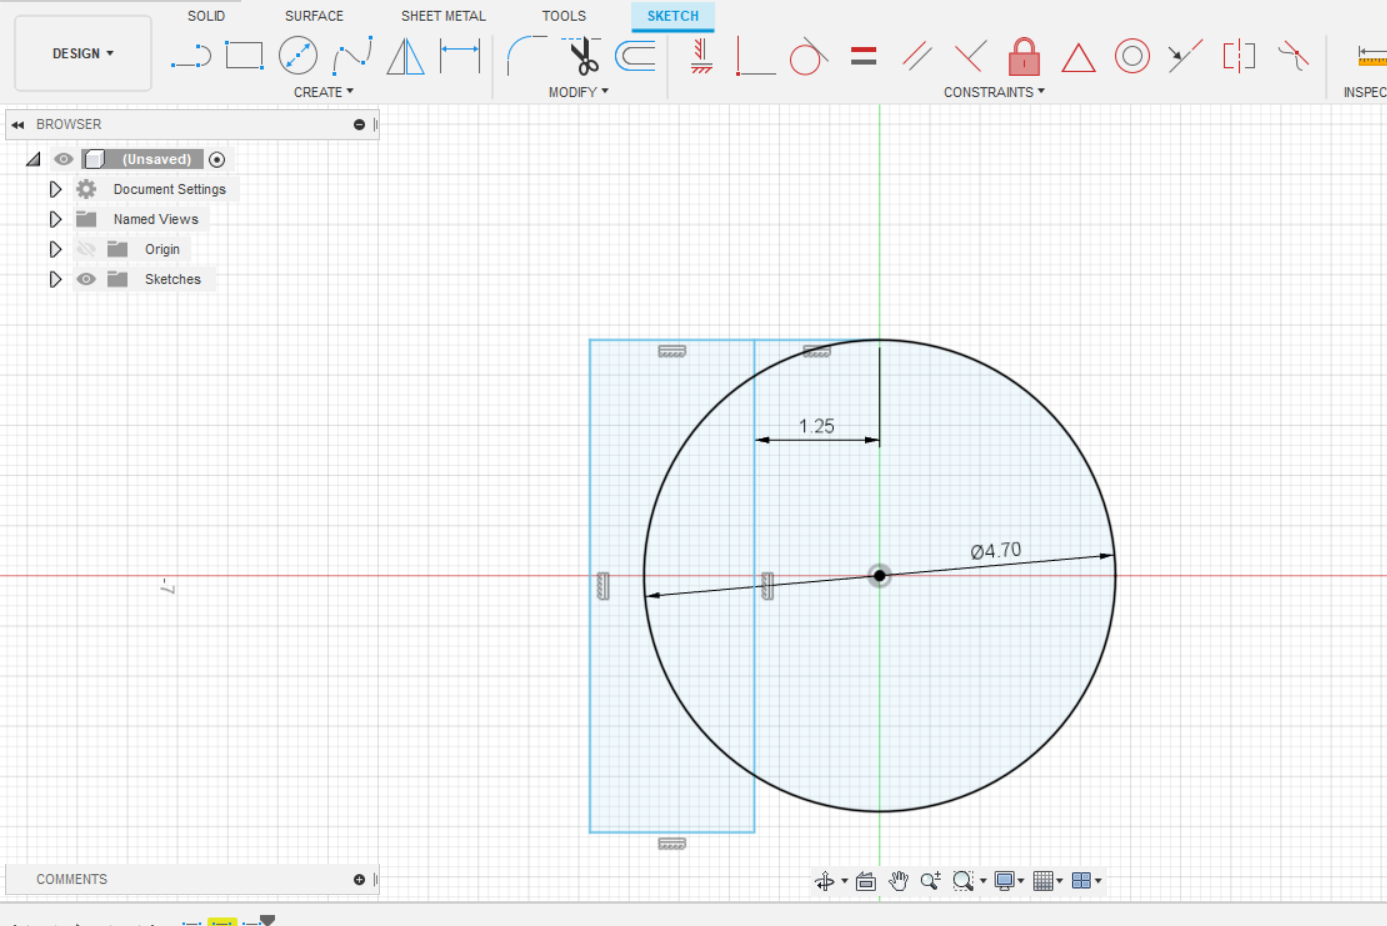 SOLID SURFACE SHEET METAL TOOLS SKETCH
DESIGN
CREATE MODIFY CONSTRAINTS INSPEC
BROWSER
(Unsaved)
Document Settings
Named Views
Origin
Sketches
1.25
Ø4.70
-7
COMMENTS